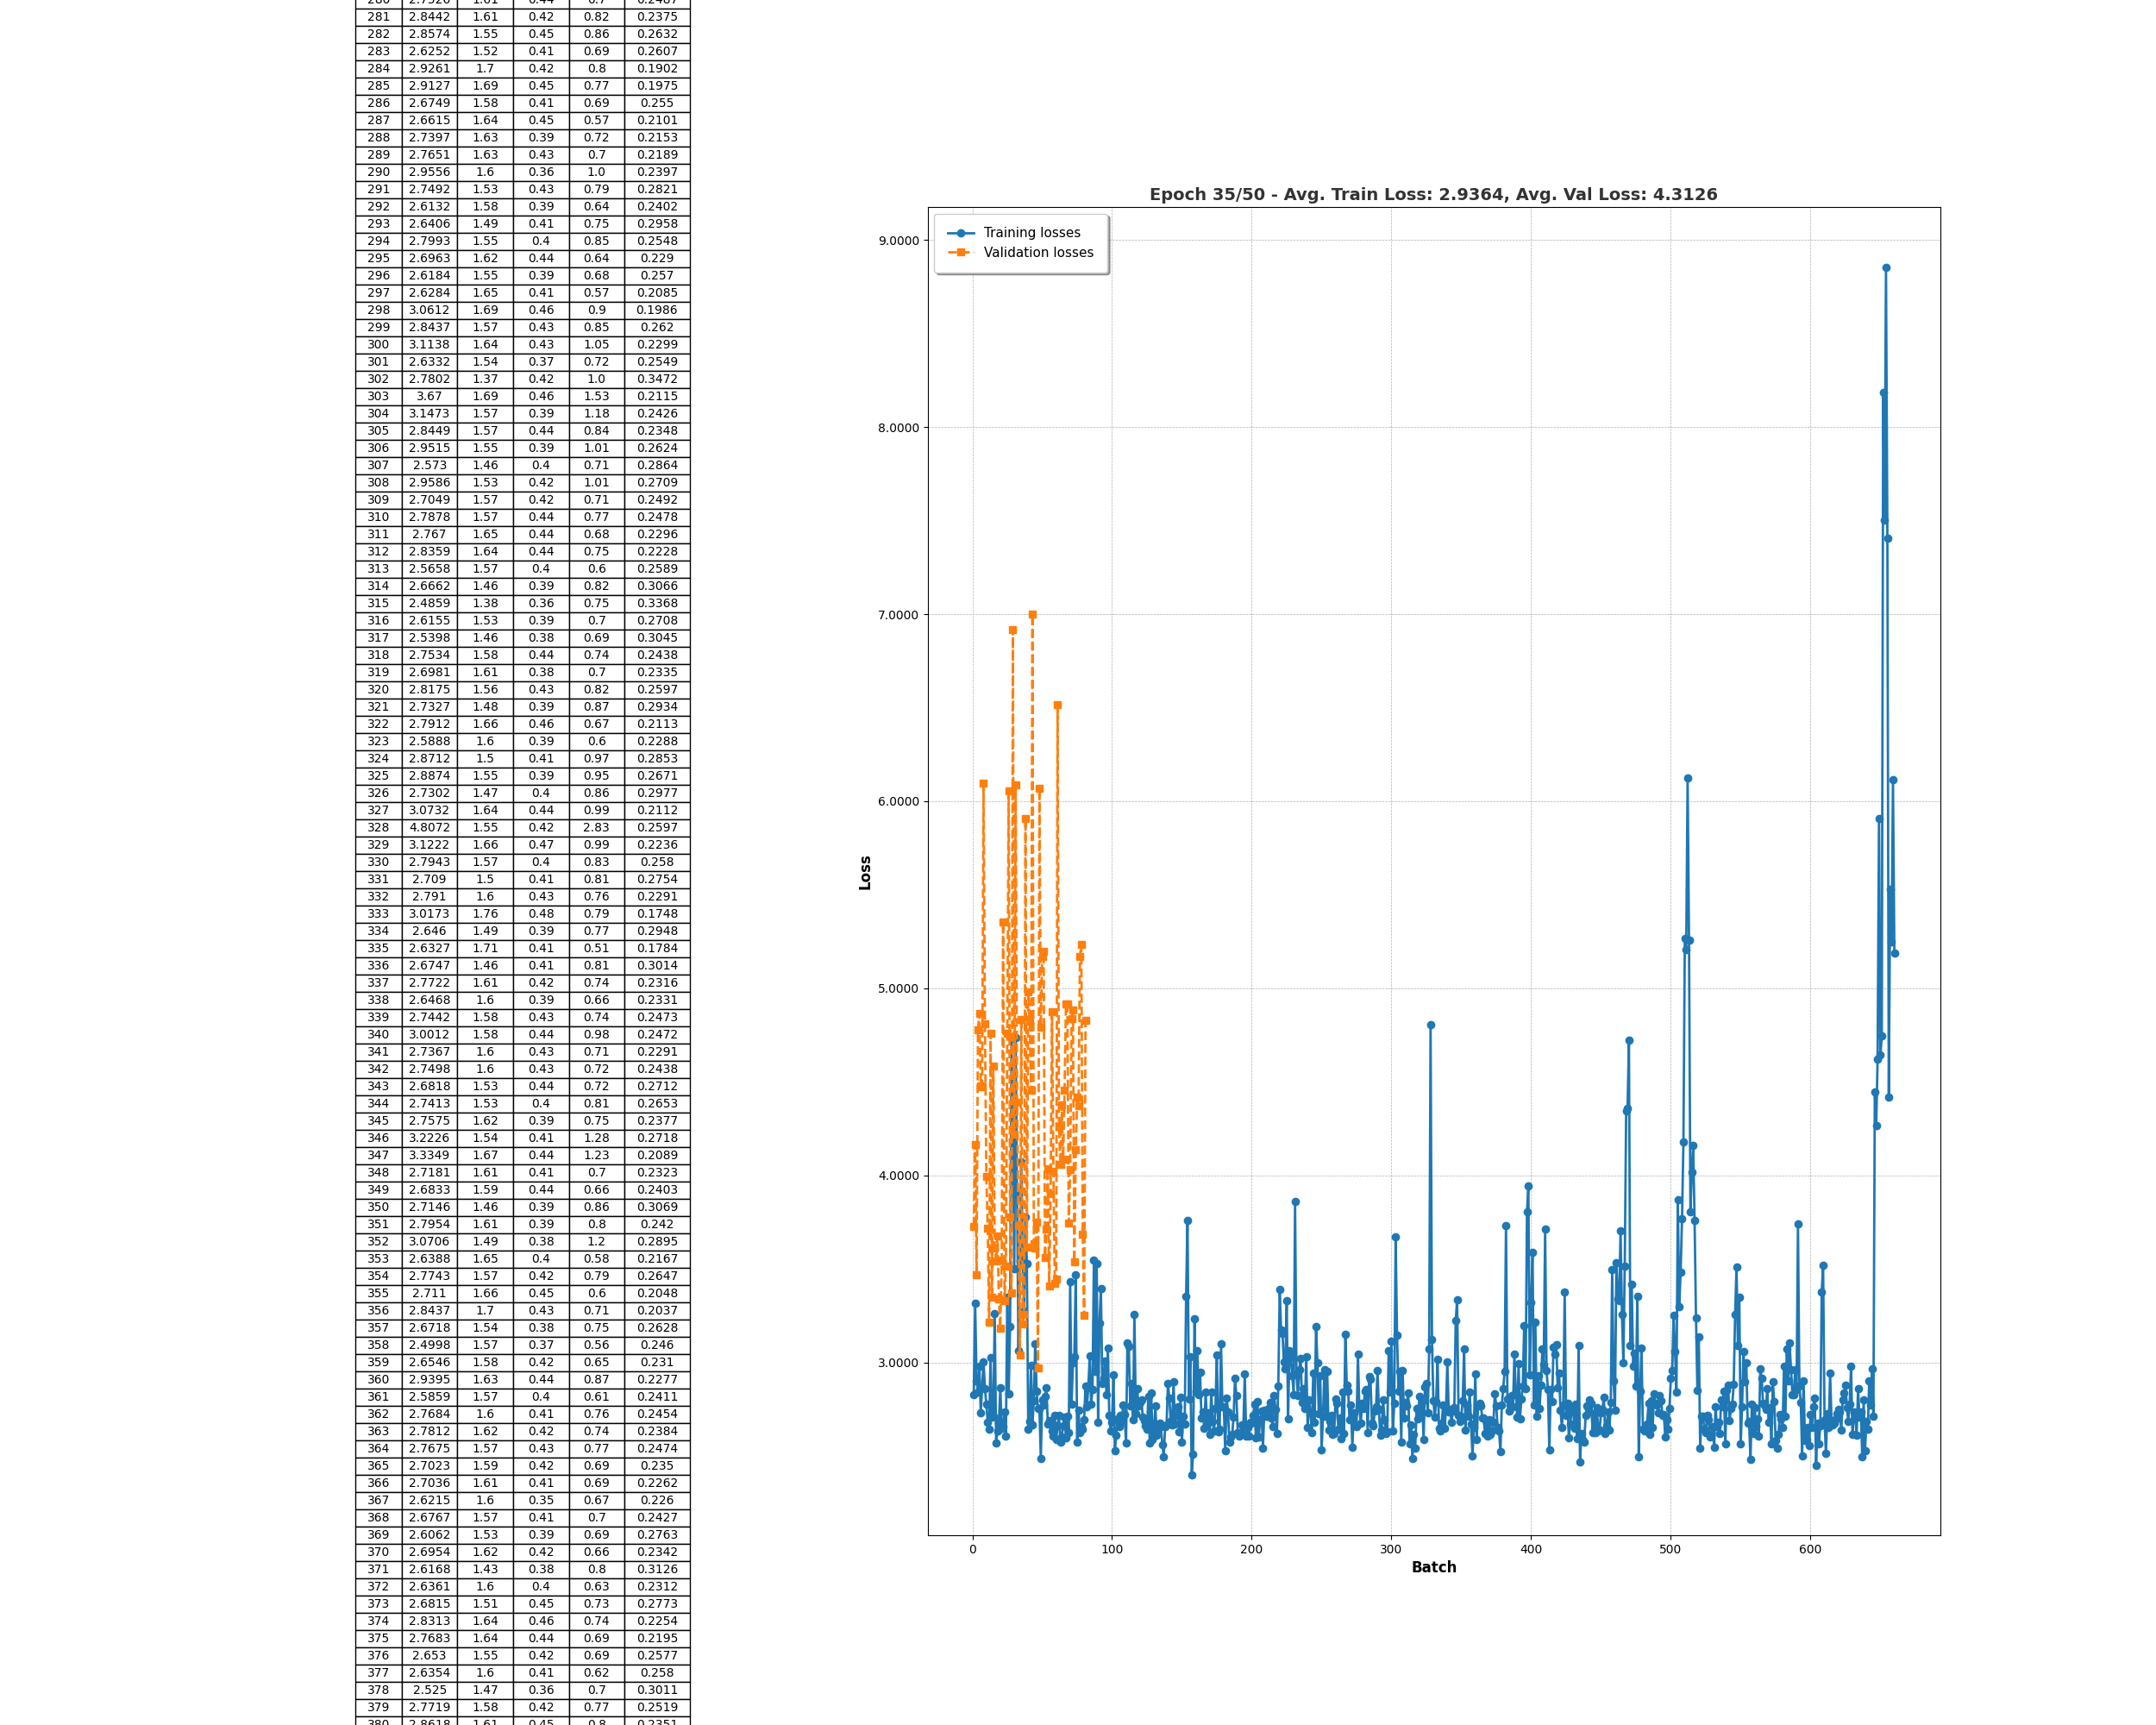 281 2.8442 1.61 0.42 0.82 0.2375
282 2.8574 1.55 0.45 0.86 0.2632
283 2.6252 1.52 0.41 0.69 0.2607
284 2.9261 1.7 0.42 0.8 0.1902
285 2.9127 1.69 0.45 0.77 0.1975
286 2.6749 1.58 0.41 0.69 0.255
287 2.6615 1.64 0.45 0.57 0.2101
288 2.7397 1.63 0.39 0.72 0.2153
289 2.7651 1.63 0.43 0.7 0.2189
290 2.9556 1.6 0.36 1.0 0.2397
291 2.7492 1.53 0.43 0.79 0.2821
292 2.6132 1.58 0.39 0.64 0.2402
293 2.6406 1.49 0.41 0.75 0.2958
294 2.7993 1.55 0.4 0.85 0.2548
295 2.6963 1.62 0.44 0.64 0.229
296 2.6184 1.55 0.39 0.68 0.257
297 2.6284 1.65 0.41 0.57 0.2085
298 3.0612 1.69 0.46 0.9 0.1986
299 2.8437 1.57 0.43 0.85 0.262
300 3.1138 1.64 0.43 1.05 0.2299
301 2.6332 1.54 0.37 0.72 0.2549
302 2.7802 1.37 0.42 1.0 0.3472
303 3.67 1.69 0.46 1.53 0.2115
304 3.1473 1.57 0.39 1.18 0.2426
305 2.8449 1.57 0.44 0.84 0.2348
306 2.9515 1.55 0.39 1.01 0.2624
307 2.573 1.46 0.4 0.71 0.2864
308 2.9586 1.53 0.42 1.01 0.2709
309 2.7049 1.57 0.42 0.71 0.2492
310 2.7878 1.57 0.44 0.77 0.2478
311 2.767 1.65 0.44 0.68 0.2296
312 2.8359 1.64 0.44 0.75 0.2228
313 2.5658 1.57 0.4 0.6 0.2589
314 2.6662 1.46 0.39 0.82 0.3066
315 2.4859 1.38 0.36 0.75 0.3368
316 2.6155 1.53 0.39 0.7 0.2708
317 2.5398 1.46 0.38 0.69 0.3045
318 2.7534 1.58 0.44 0.74 0.2438
319 2.6981 1.61 0.38 0.7 0.2335
320 2.8175 1.56 0.43 0.82 0.2597
321 2.7327 1.48 0.39 0.87 0.2934
322 2.7912 1.66 0.46 0.67 0.2113
323 2.5888 1.6 0.39 0.6 0.2288
324 2.8712 1.5 0.41 0.97 0.2853
325 2.8874 1.55 0.39 0.95 0.2671
326 2.7302 1.47 0.4 0.86 0.2977
327 3.0732 1.64 0.44 0.99 0.2112
328 4.8072 1.55 0.42 2.83 0.2597
329 3.1222 1.66 0.47 0.99 0.2236
330 2.7943 1.57 0.4 0.83 0.258
331 2.709 1.5 0.41 0.81 0.2754
332 2.791 1.6 0.43 0.76 0.2291
333 3.0173 1.76 0.48 0.79 0.1748
334 2.646 1.49 0.39 0.77 0.2948
335 2.6327 1.71 0.41 0.51 0.1784
336 2.6747 1.46 0.41 0.81 0.3014
337 2.7722 1.61 0.42 0.74 0.2316
338 2.6468 1.6 0.39 0.66 0.2331
339 2.7442 1.58 0.43 0.74 0.2473
340 3.0012 1.58 0.44 0.98 0.2472
341 2.7367 1.6 0.43 0.71 0.2291
342 2.7498 1.6 0.43 0.72 0.2438
343 2.6818 1.53 0.44 0.72 0.2712
344 2.7413 1.53 0.4 0.81 0.2653
345 2.7575 1.62 0.39 0.75 0.2377
346 3.2226 1.54 0.41 1.28 0.2718
347 3.3349 1.67 0.44 1.23 0.2089
348 2.7181 1.61 0.41 0.7 0.2323
349 2.6833 1.59 0.44 0.66 0.2403
350 2.7146 1.46 0.39 0.86 0.3069
351 2.7954 1.61 0.39 0.8 0.242
352 3.0706 1.49 0.38 1.2 0.2895
353 2.6388 1.65 0.4 0.58 0.2167
354 2.7743 1.57 0.42 0.79 0.2647
355 2.711 1.66 0.45 0.6 0.2048
356 2.8437 1.7 0.43 0.71 0.2037
357 2.6718 1.54 0.38 0.75 0.2628
358 2.4998 1.57 0.37 0.56 0.246
359 2.6546 1.58 0.42 0.65 0.231
360 2.9395 1.63 0.44 0.87 0.2277
361 2.5859 1.57 0.4 0.61 0.2411
362 2.7684 1.6 0.41 0.76 0.2454
363 2.7812 1.62 0.42 0.74 0.2384
364 2.7675 1.57 0.43 0.77 0.2474
365 2.7023 1.59 0.42 0.69 0.235
366 2.7036 1.61 0.41 0.69 0.2262
367 2.6215 1.6 0.35 0.67 0.226
368 2.6767 1.57 0.41 0.7 0.2427
369 2.6062 1.53 0.39 0.69 0.2763
370 2.6954 1.62 0.42 0.66 0.2342
371 2.6168 1.43 0.38 0.8 0.3126
372 2.6361 1.6 0.4 0.63 0.2312
373 2.6815 1.51 0.45 0.73 0.2773
374 2.8313 1.64 0.46 0.74 0.2254
375 2.7683 1.64 0.44 0.69 0.2195
376 2.653 1.55 0.42 0.69 0.2577
377 2.6354 1.6 0.41 0.62 0.258
378 2.525 1.47 0.36 0.7 0.3011
379 2.7719 1.58 0.42 0.77 0.2519
380 2.8618 1.61 0.45 0.8 0.2351
Epoch 35/50 - Avg. Train Loss: 2.9364, Avg. Val Loss: 4.3126
Training losses
Validation losses
9.0000
8.0000
7.0000
6.0000
5.0000
4.0000
3.0000
Loss
0 100 200 300 400 500 600
Batch